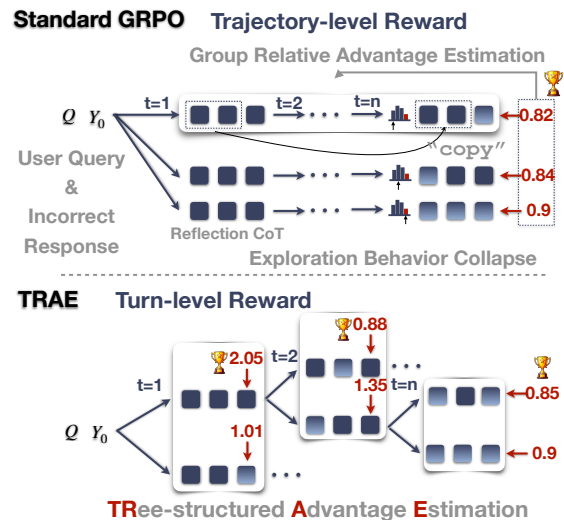 Standard GRPO Trajectory-level Reward
Group Relative Advantage Estimation
t=1 t=2 t=n
Q Y0
0.82
"copy"
User Query
&
Incorrect
Response
0.84
0.9
Reflection CoT
Exploration Behavior Collapse
TRAE Turn-level Reward
0.88
2.05
t=2
t=1
1.35
t=n
0.85
Q Y0
1.01
0.9
TRee-structured Advantage Estimation